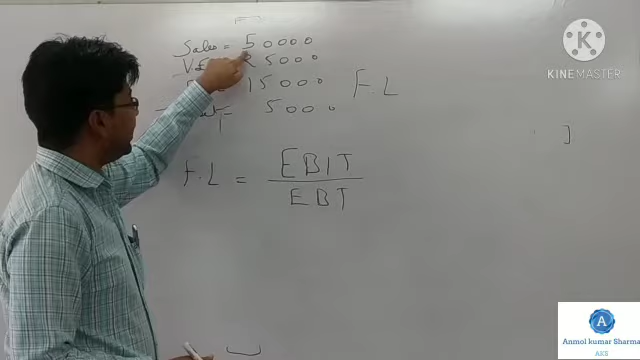 Sales = 50000
V. 25000
15000 F.L
= 5000
F.L = EBIT
EBT
KINEMASTER
A
Anmol kumar Sharma
AKS